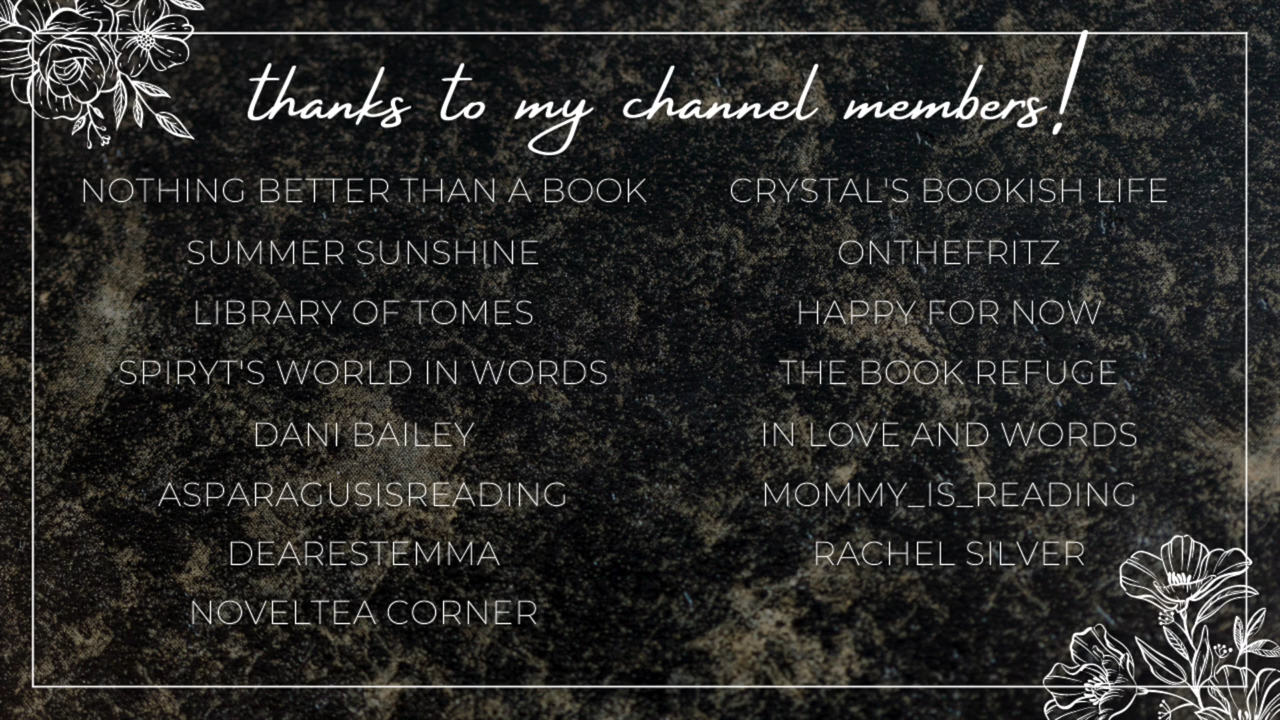 thanks to my channel members!
NOTHING BETTER THAN A BOOK
SUMMER SUNSHINE
LIBRARY OF TOMES
SPIRYT'S WORLD IN WORDS
DANI BAILEY
ASPARAGUSISREADING
DEARESTEMMA
NOVELTEA CORNER
CRYSTAL'S BOOKISH LIFE
ONTHEFRITZ
HAPPY FOR NOW
THE BOOK REFUGE
IN LOVE AND WORDS
MOMMY_IS_READING
RACHEL SILVER